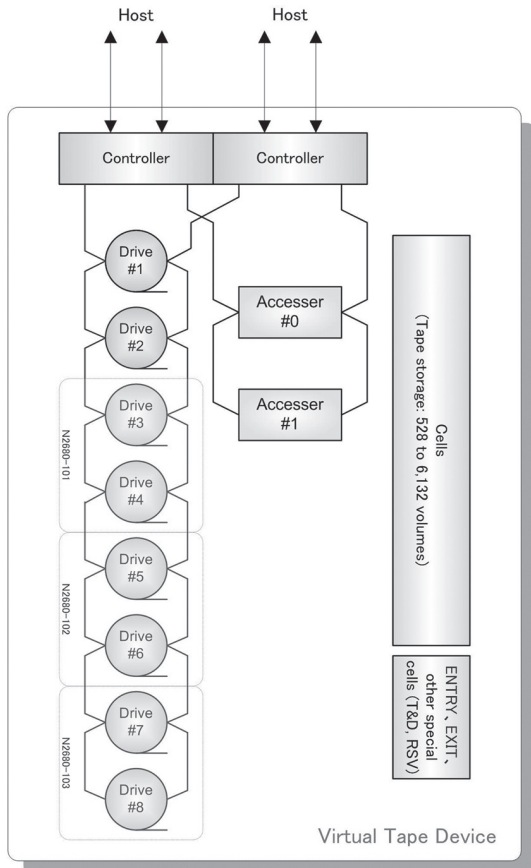 Host
Host
Controller
Controller
Drive
#1
Drive
#2
Drive
#3
Drive
#4
N2680-101
Drive
#5
Drive
#6
N2680-102
Drive
#7
Drive
#8
N2680-103
Accesser
#0
Accesser
#1
Cells
(Tape storage: 528 to 6,132 volumes)
ENTRY、EXIT、
other special
cells (T&D, RSV)
Virtual Tape Device